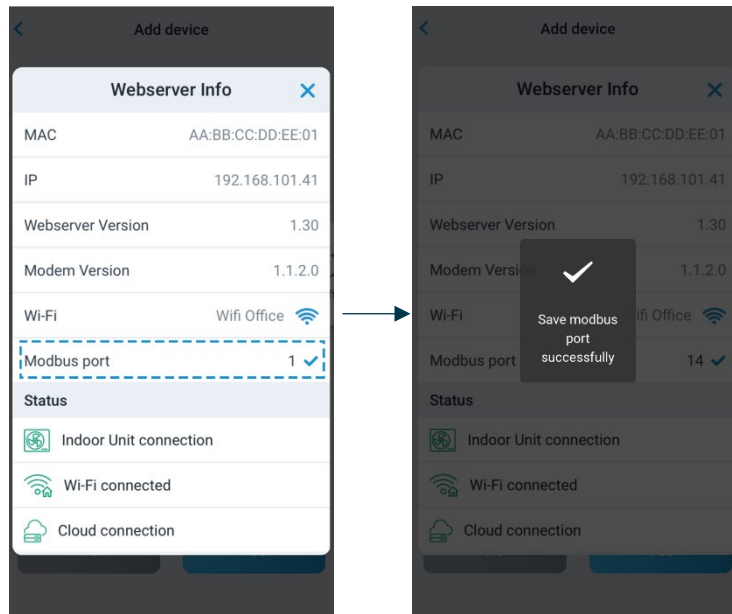 Add device
Webserver Info
MAC AA:BB:CC:DD:EE:01
IP 192.168.101.41
Webserver Version 1.30
Modem Version 1.1.2.0
Wi-Fi Wifi Office
Modbus port 1
Status
Indoor Unit connection
Wi-Fi connected
Cloud connection
Add device
Webserver Info
MAC AA:BB:CC:DD:EE:01
IP 192.168.101.41
Webserver Version 1.30
Modem Versi 1.1.2.0
Wi-Fi ifi Office
Modbus port 14
Save modbus
port
successfully
Status
Indoor Unit connection
Wi-Fi connected
Cloud connection